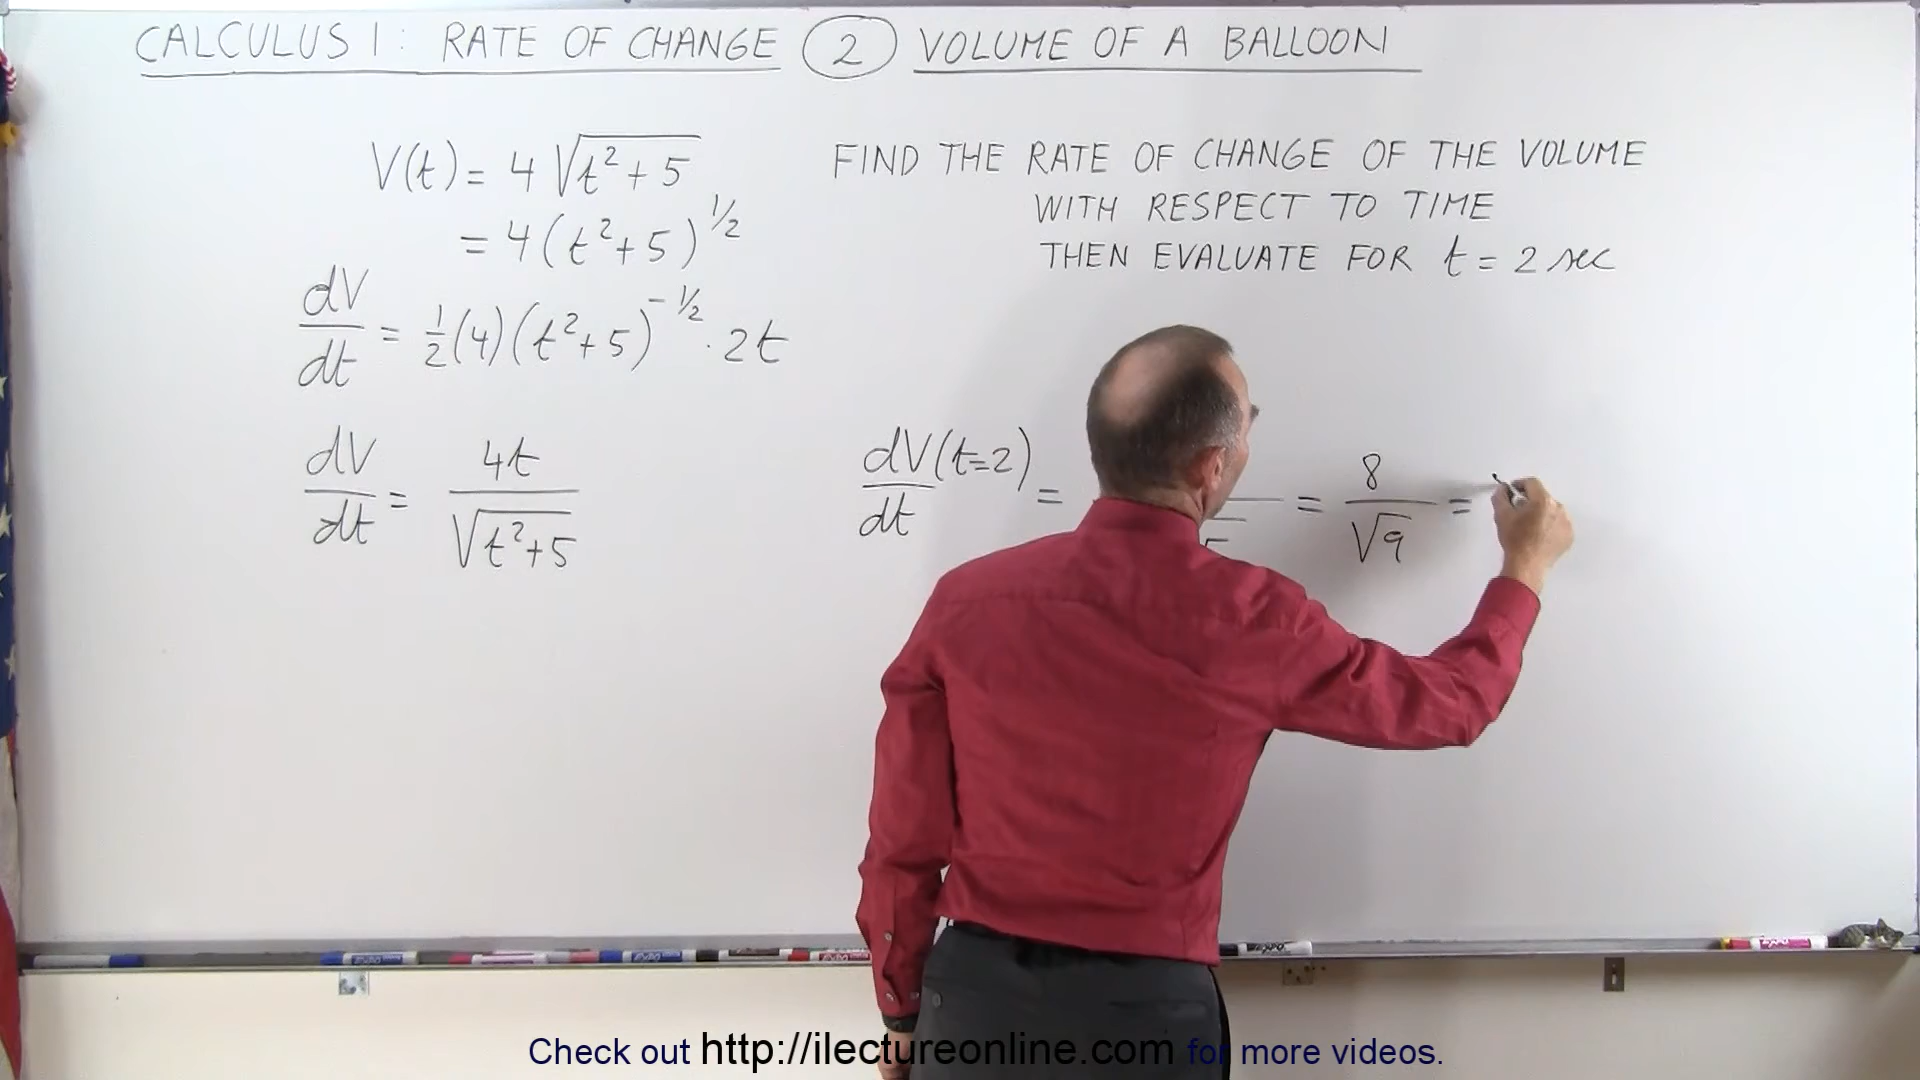 CALCULUS 1: RATE OF CHANGE ② VOLUME OF A BALLOON
V(t) = 4 √(t²+5)
= 4(t²+5)^½
dV/dt = ½(4)(t²+5)^-½ · 2t
dV/dt = 4t/√(t²+5)
FIND THE RATE OF CHANGE OF THE VOLUME
WITH RESPECT TO TIME
THEN EVALUATE FOR t = 2 sec
dV/dt (t=2) = = 8/√9 =
Check out http://ilectureonline.com for more videos.